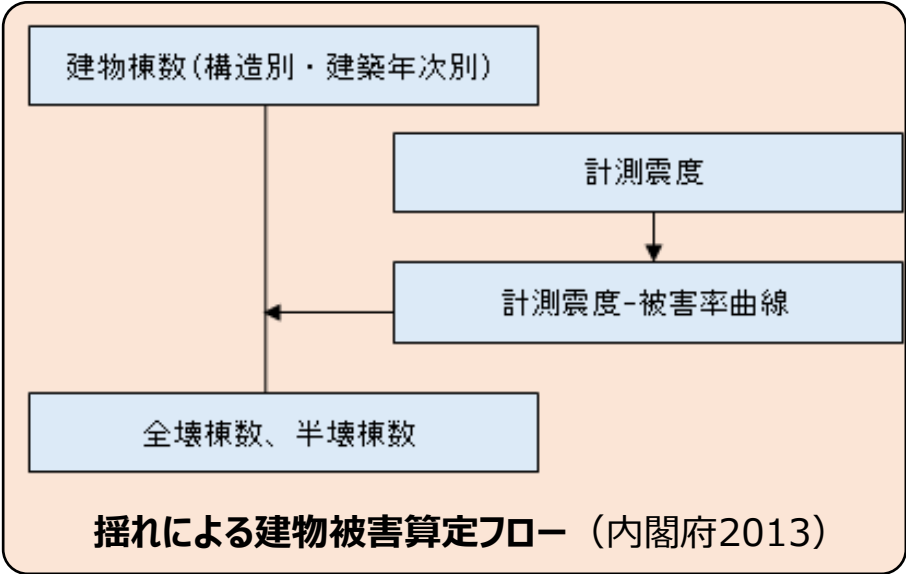 建物棟数(構造別・建築年次別)
計測震度
計測震度-被害率曲線
全壊棟数、半壊棟数
揺れによる建物被害算定フロー（内閣府2013）